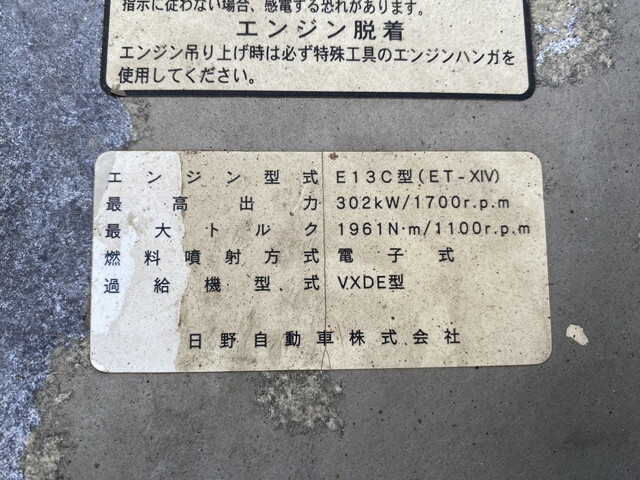 指示に従わない場合、感電する恐れがあります。
エンジン脱着
エンジン吊り上げ時は必ず特殊工具のエンジンハンガを
使用してください。
エンジン型式 E13C型(ET-XIV)
最高出力 302kW/1700r.p.m
最大トルク 1961N·m/1100r.p.m
燃料噴射方式 電子式
過給機型式 VXDE型
日野自動車株式会社